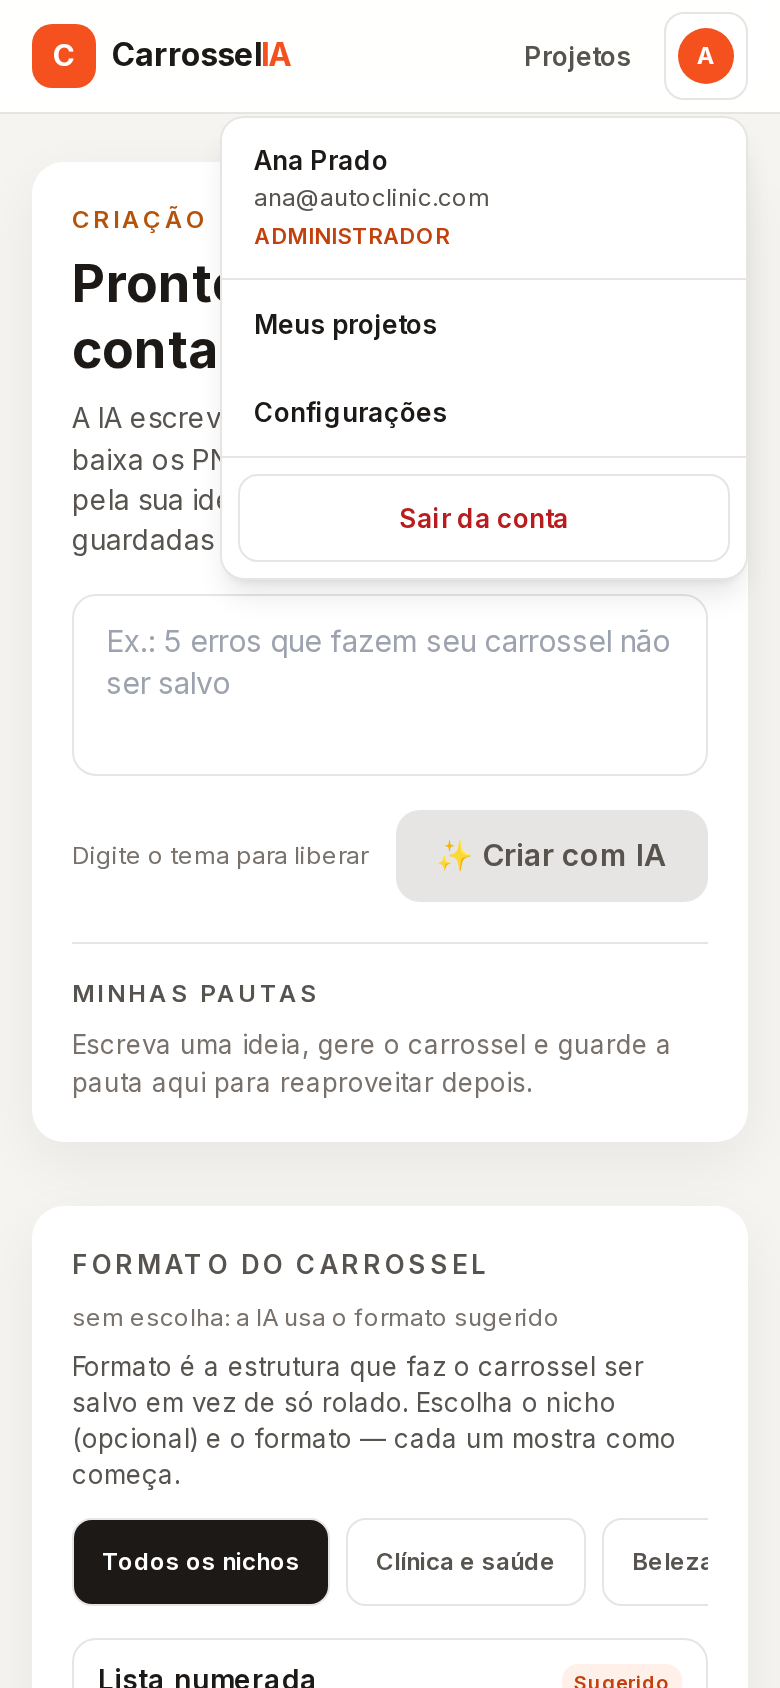 C CarrosselIA Projetos A
Ana Prado
ana@autoclinic.com
ADMINISTRADOR
Meus projetos
Configurações
Sair da conta
CRIAÇÃO
conta
A IA
baixa os
pela sua
guardadas
Ex.: 5 erros que fazem seu carrossel não
ser salvo
Digite o tema para liberar ✨ Criar com IA
MINHAS PAUTAS
Escreva uma ideia, gere o carrossel e guarde a
pauta aqui para reaproveitar depois.
FORMATO DO CARROSSEL
sem escolha: a IA usa o formato sugerido
Formato é a estrutura que faz o carrossel ser
salvo em vez de só rolado. Escolha o nicho
(opcional) e o formato — cada um mostra como
começa.
Todos os nichos Clínica e saúde Beleza
Lista numerada Sugerido